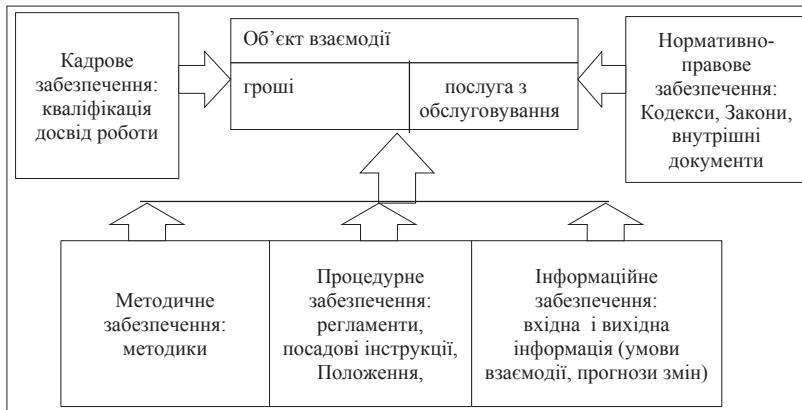 Кадрове
забезпечення:
кваліфікація
досвід роботи
Об’єкт взаємодії
гроші
послуга з
обслуговування
Нормативно-
правове
забезпечення:
Кодекси, Закони,
внутрішні
документи
Методичне
забезпечення:
методики
Процедурне
забезпечення:
регламенти,
посадові інструкції,
Положення,
Інформаційне
забезпечення:
вхідна і вихідна
інформація (умови
взаємодії, прогнози змін)